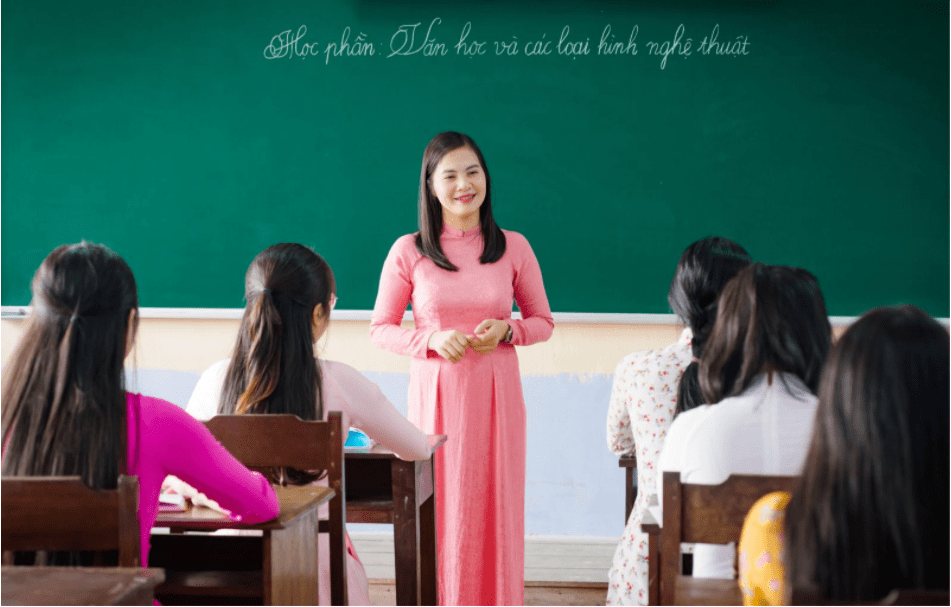 Học phần: Văn học và các loại hình nghệ thuật